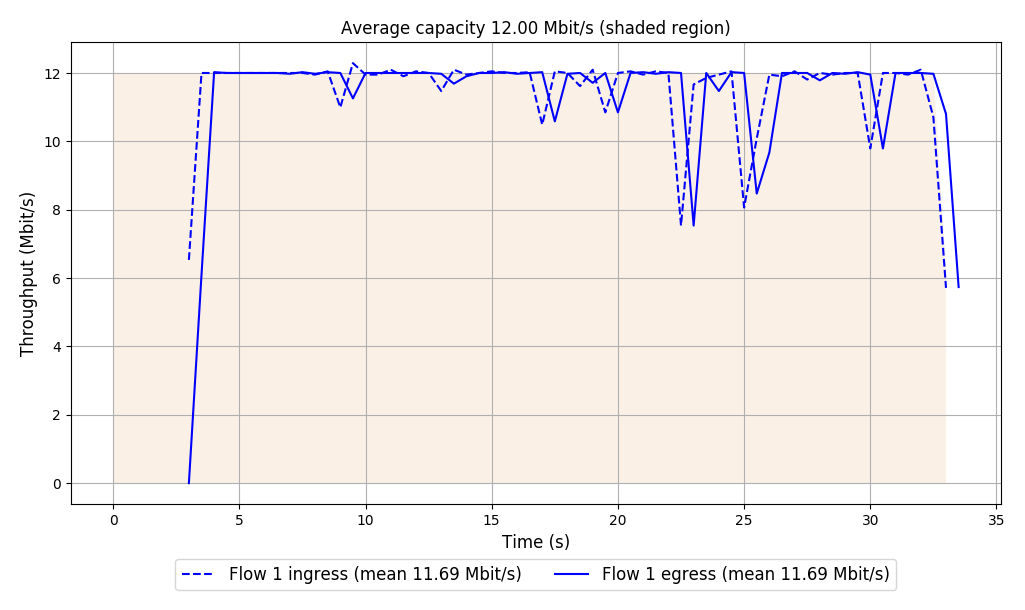 Average capacity 12.00 Mbit/s (shaded region)
Throughput (Mbit/s)
12
10
8
6
4
2
0
0 5 10 15 20 25 30 35
Time (s)
Flow 1 ingress (mean 11.69 Mbit/s) Flow 1 egress (mean 11.69 Mbit/s)